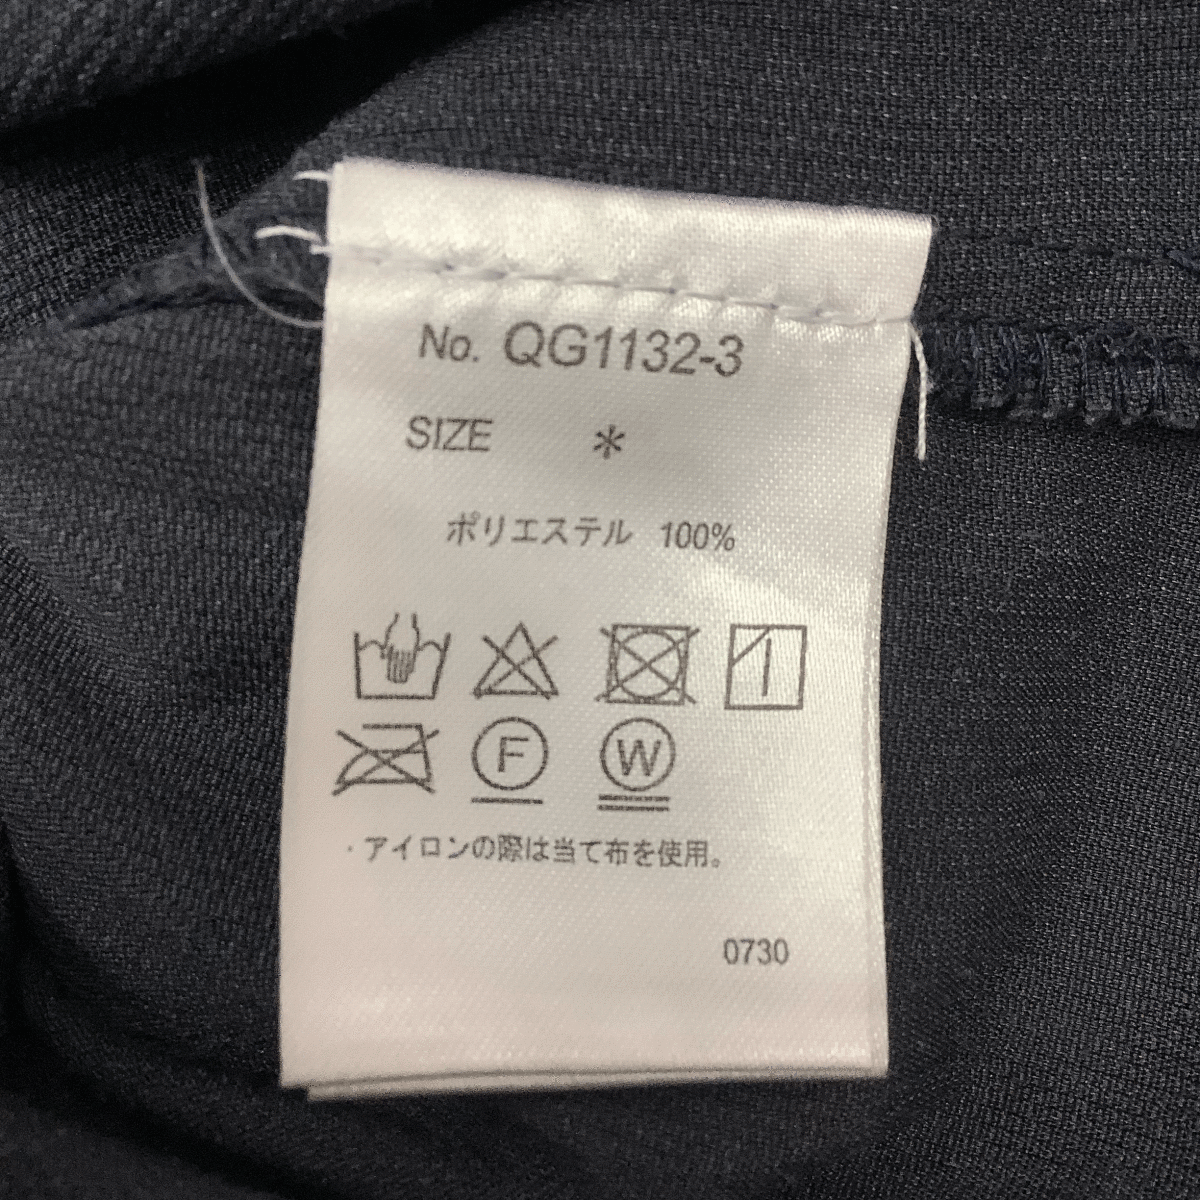 No. QG1132-3
SIZE *
ポリエステル 100%
F W
・アイロンの際は当て布を使用。
0730